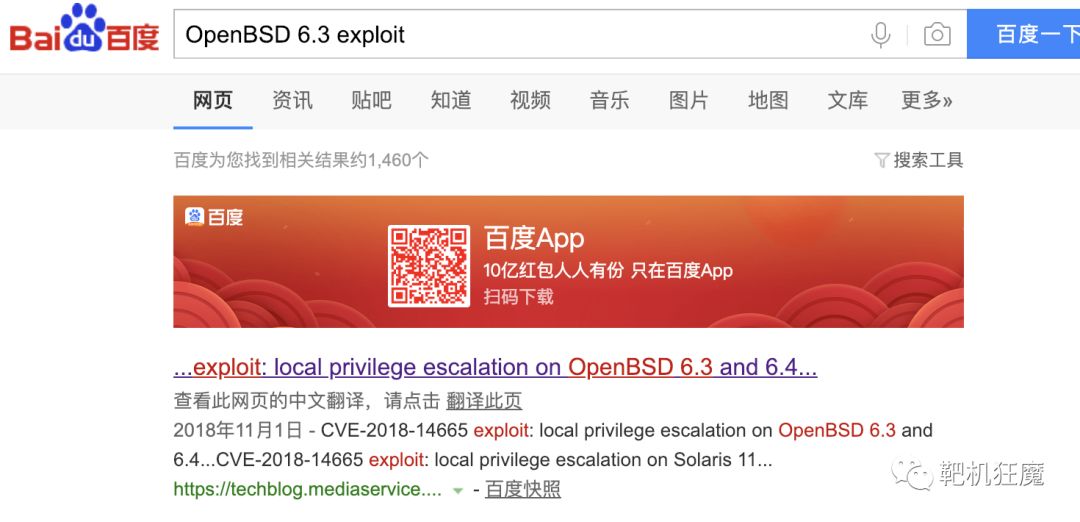 Bai du 百度
OpenBSD 6.3 exploit
百度一下
网页 资讯 贴吧 知道 视频 音乐 图片 地图 文库 更多»
百度为您找到相关结果约1,460个 搜索工具
百度
百度App
10亿红包人人有份 只在百度App
扫码下载
...exploit: local privilege escalation on OpenBSD 6.3 and 6.4...
查看此网页的中文翻译，请点击 翻译此页
2018年11月1日 - CVE-2018-14665 exploit: local privilege escalation on OpenBSD 6.3 and
6.4...CVE-2018-14665 exploit: local privilege escalation on Solaris 11...
https://techblog.mediaservice.... - 百度快照
靶机狂魔